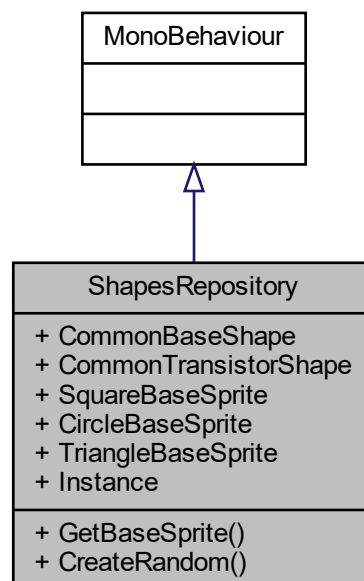 MonoBehaviour
ShapesRepository
+ CommonBaseShape
+ CommonTransistorShape
+ SquareBaseSprite
+ CircleBaseSprite
+ TriangleBaseSprite
+ Instance
+ GetBaseSprite()
+ CreateRandom()